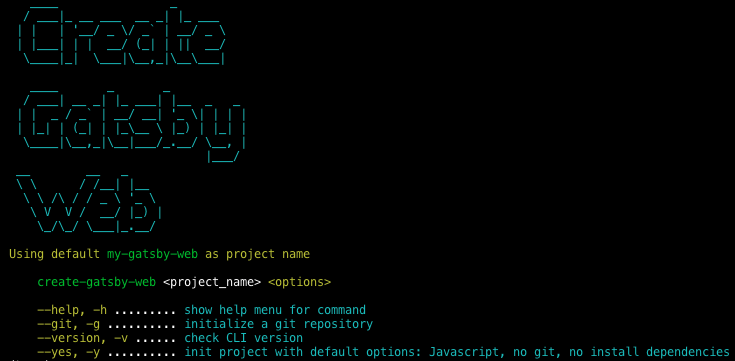 Create
Gatsby
Web
Using default my-gatsby-web as project name
create-gatsby-web <project_name> <options>
--help, -h ......... show help menu for command
--git, -g .......... initialize a git repository
--version, -v ...... check CLI version
--yes, -y .......... init project with default options: Javascript, no git, no install dependencies